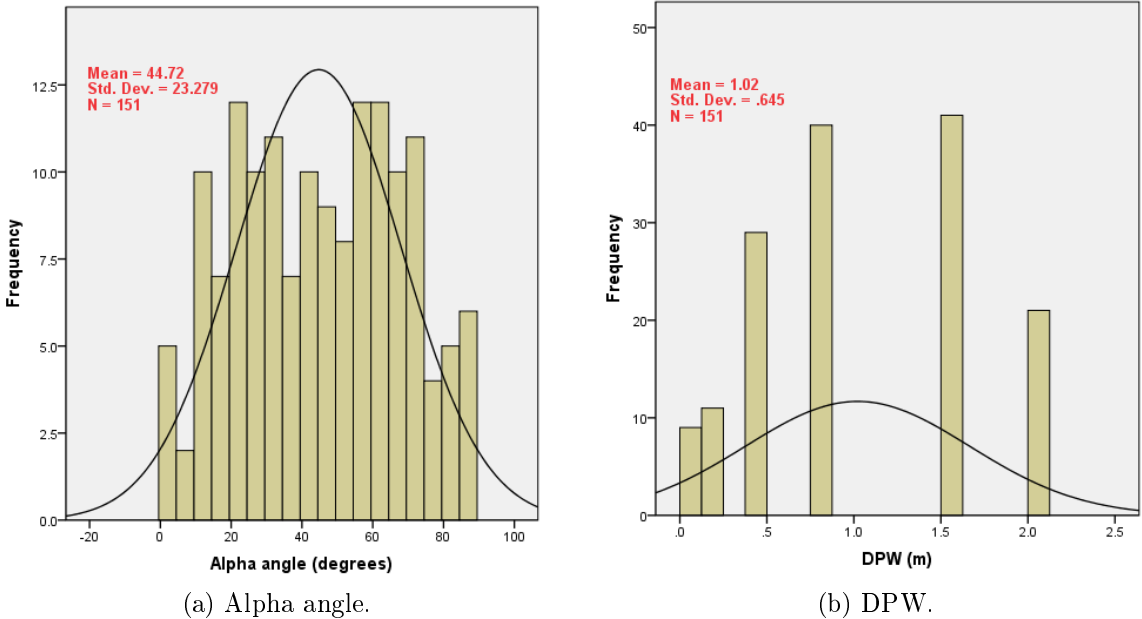 Mean = 44.72
Std. Dev. = 23.279
N = 151
12.5
10.0
7.5
5.0
2.5
0.0
-20
0
20
40
60
80
100
Frequency
Alpha angle (degrees)
(a) Alpha angle.
Mean = 1.02
Std. Dev. = .645
N = 151
50
40
30
20
10
0
.0
.5
1.0
1.5
2.0
2.5
Frequency
DPW (m)
(b) DPW.